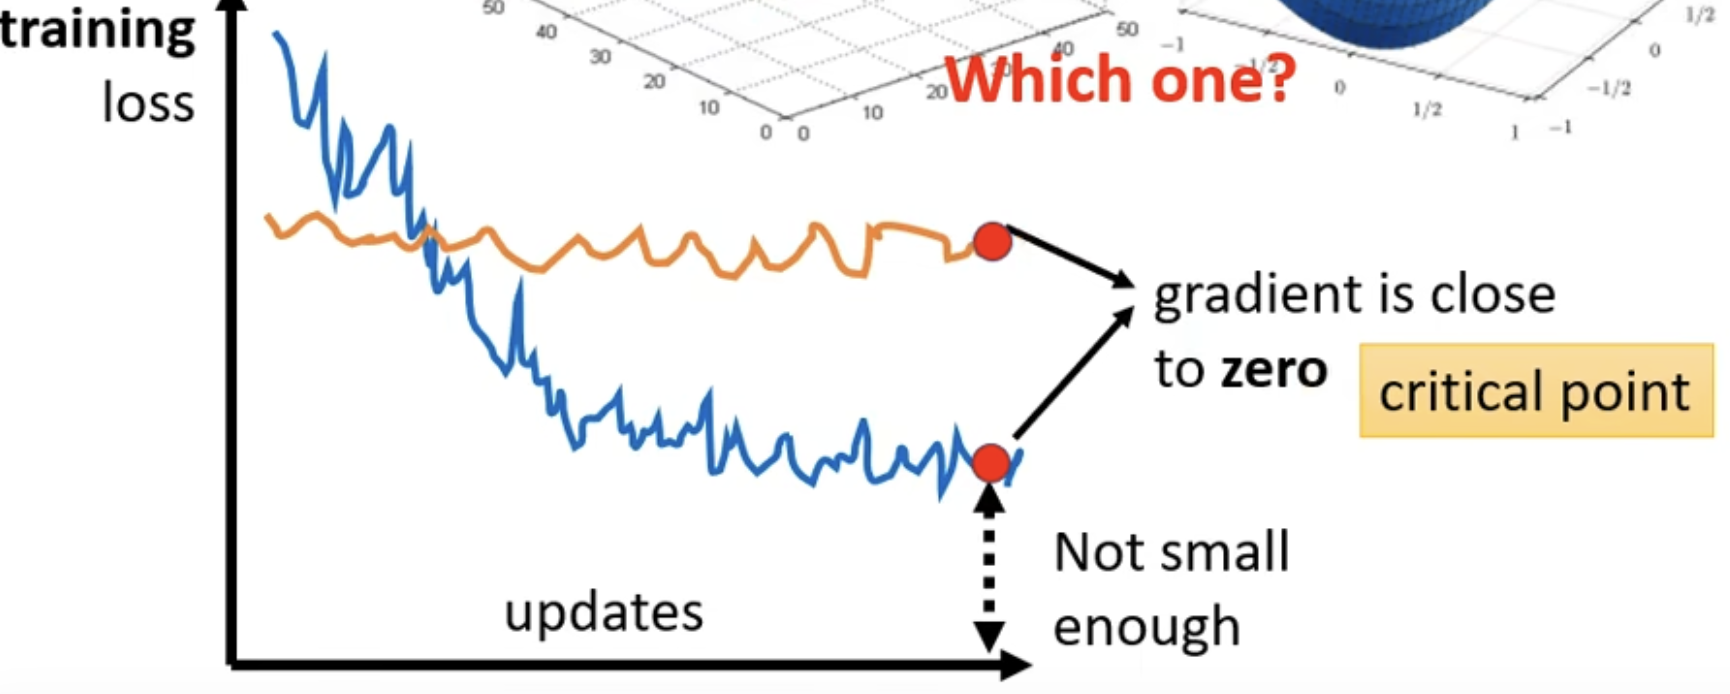 training
loss
50
40
30
20
10
0
0
10
20
40
50
Which one?
−1
−1/2
0
1/2
1
−1
−1/2
0
1/2
gradient is close
to zero
critical point
Not small
enough
updates